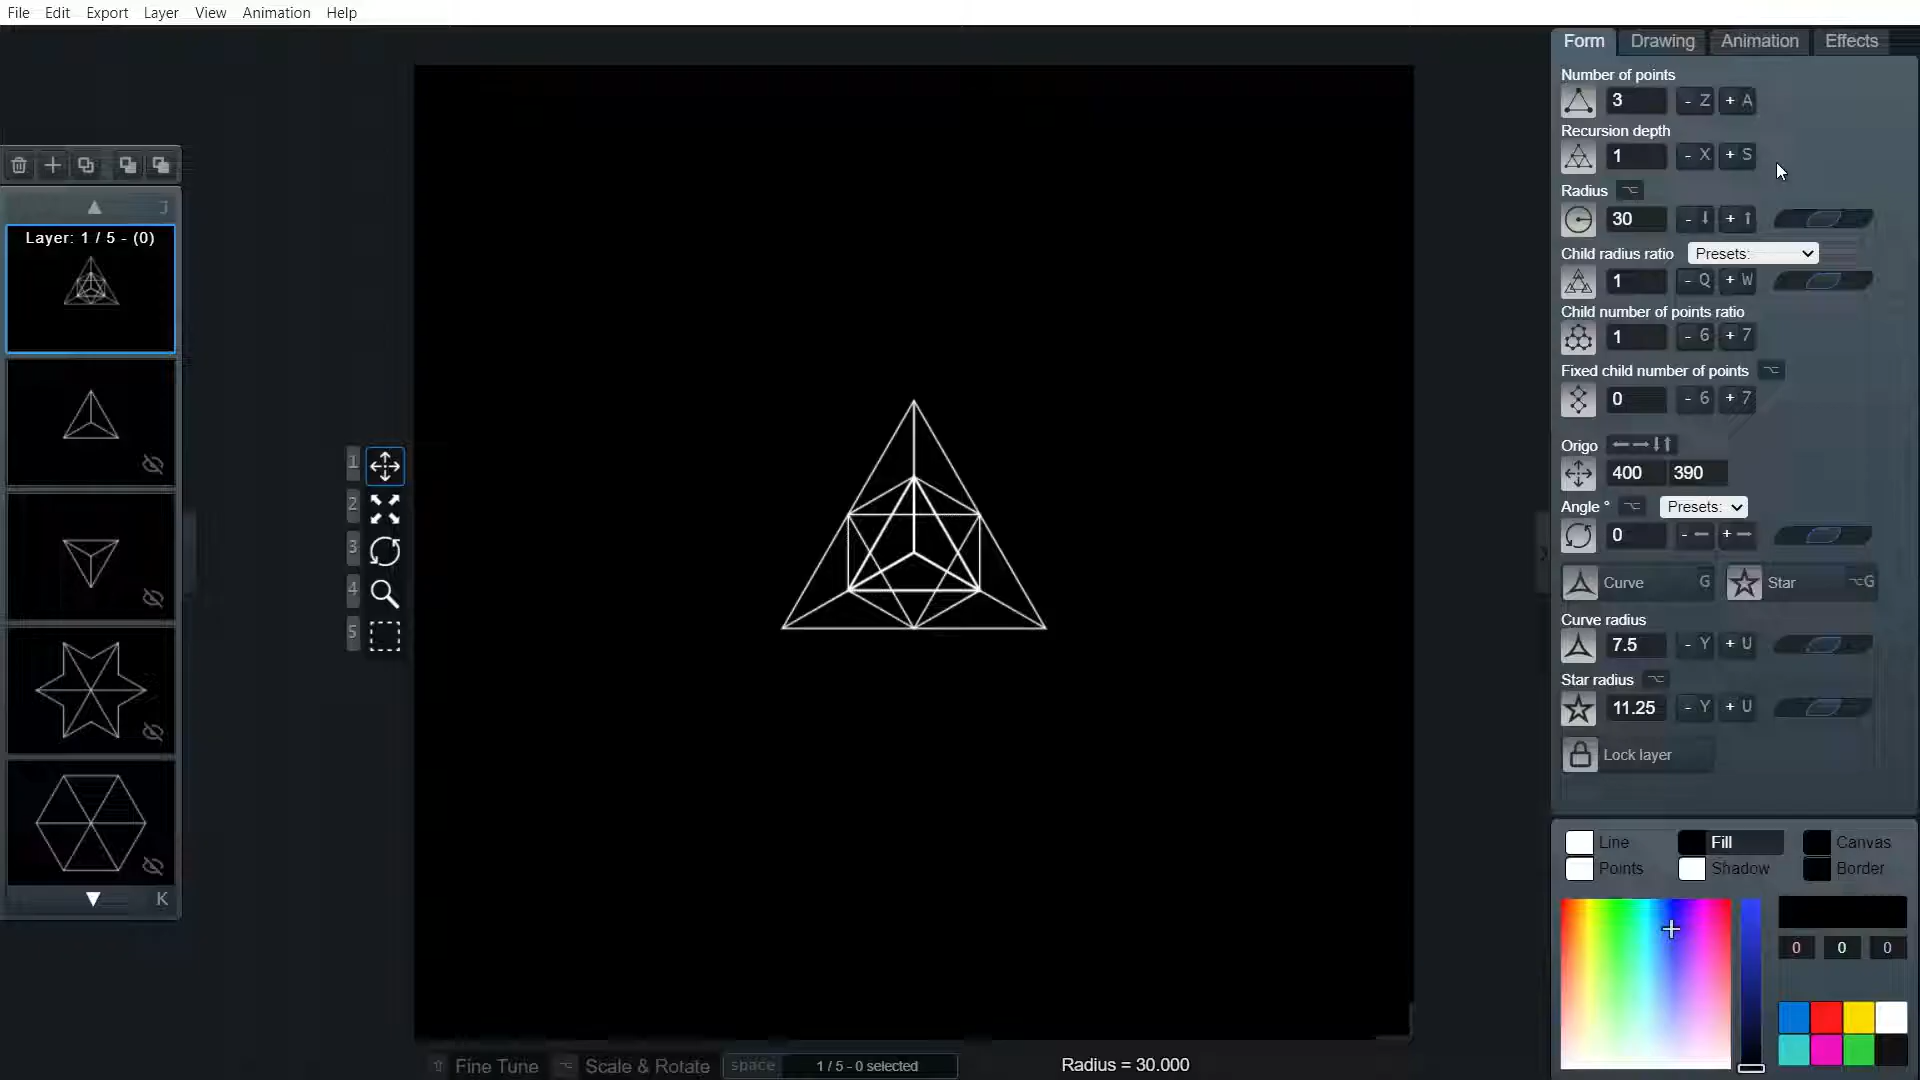 File Edit Export Layer View Animation Help
Form Drawing Animation Effects
Number of points
3 - Z + A
Recursion depth
1 - X + S
Radius
30 - +
Child radius ratio Presets:
1 - Q + W
Child number of points ratio
1 - 6 + 7
Fixed child number of points
0 - 6 + 7
Origo
400 390
Angle ° Presets:
0 - +
Curve G Star G
Curve radius
7.5 - Y + U
Star radius
11.25 - Y + U
Lock layer
Line Fill Canvas
Points Shadow Border
0 0 0
J
Layer: 1 / 5 - (0)
K
1
2
3
4
5
Fine Tune Scale & Rotate space 1 / 5 - 0 selected Radius = 30.000